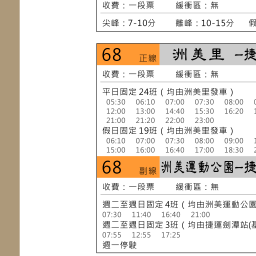 收費：一段票 緩衝區：無
尖峰：7-10分 離峰：10-15分
68 正線 洲美里 一捷
收費：一段票 緩衝區：無
平日固定24班（均由洲美里發車）
05:30 06:10 07:00 07:30 08:00
12:00 13:00 14:40 15:30 16:20
21:00 21:20 22:00 23:00
假日固定19班（均由洲美里發車）
06:10 07:00 07:30 08:00 09:00
15:00 16:00 16:40 17:00 18:30
68 副線 洲美運動公園一捷
收費：一段票 緩衝區：無
週二至週日固定4班（均由洲美運動公園
07:30 11:40 16:40 21:00
週二至週日固定3班（均由捷運劍潭站(基
07:55 12:55 17:25
週一停駛